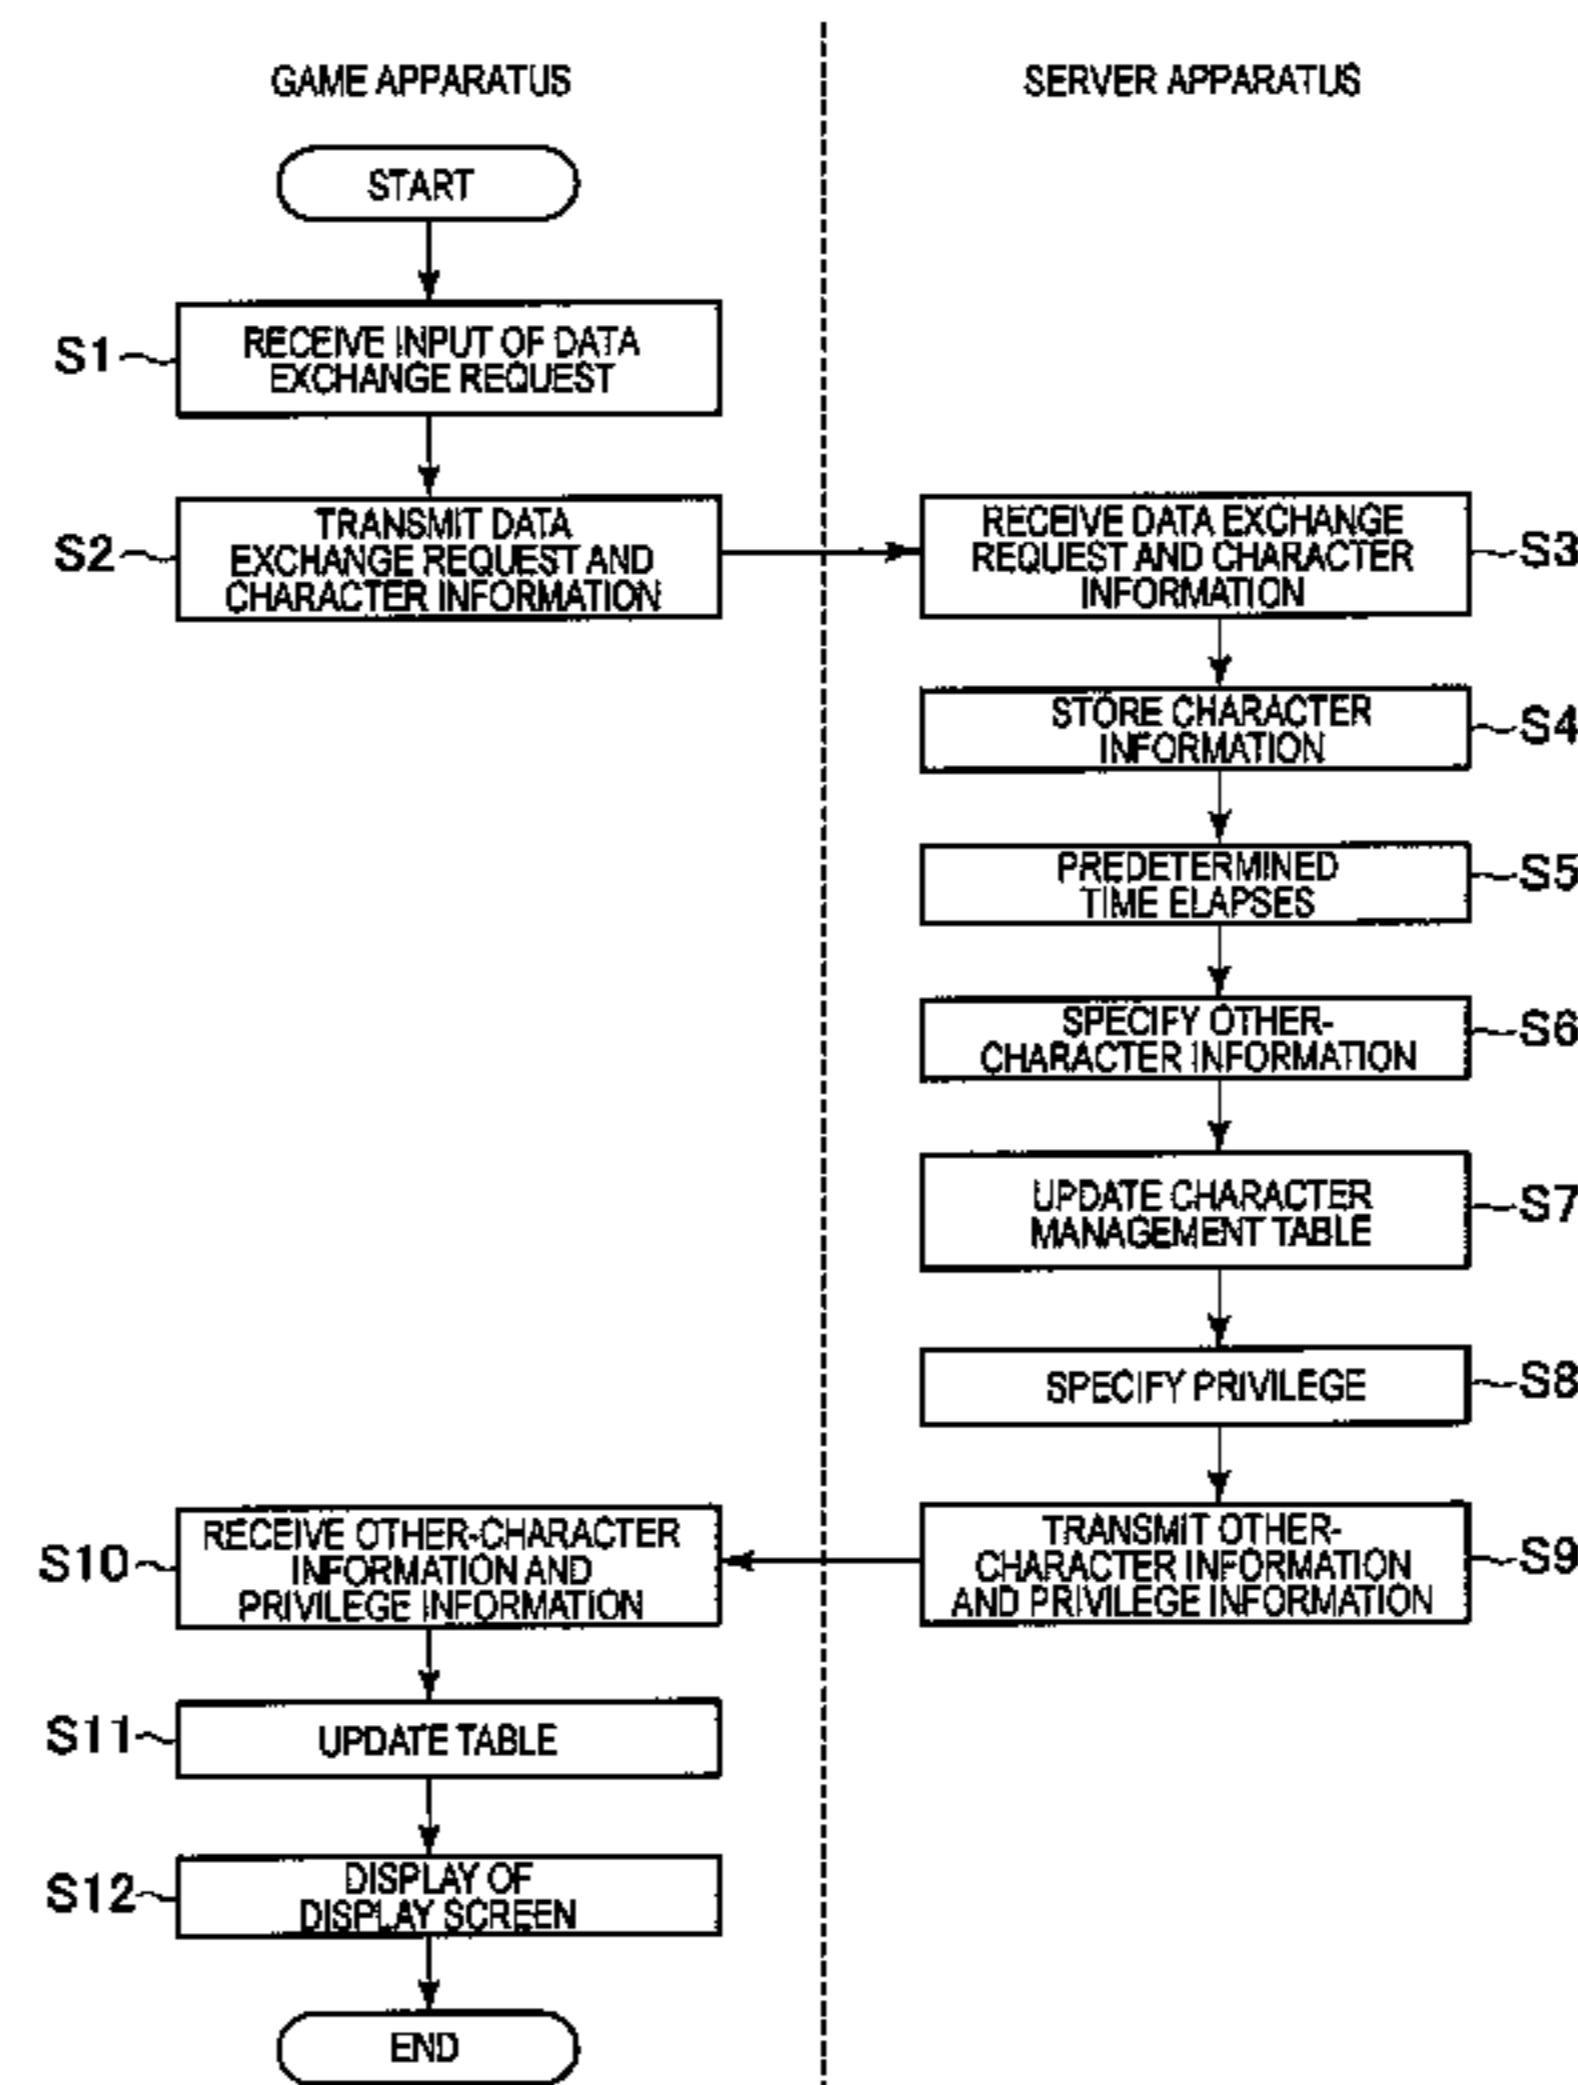 GAME APPARATUS
SERVER APPARATUS
START
S1
RECEIVE INPUT OF DATA
EXCHANGE REQUEST
S2
TRANSMIT DATA
EXCHANGE REQUEST AND
CHARACTER INFORMATION
RECEIVE DATA EXCHANGE
REQUEST AND CHARACTER
INFORMATION
S3
STORE CHARACTER
INFORMATION
S4
PREDETERMINED
TIME ELAPSES
S5
SPECIFY OTHER-
CHARACTER INFORMATION
S6
UPDATE CHARACTER
MANAGEMENT TABLE
S7
SPECIFY PRIVILEGE
S8
TRANSMIT OTHER-
CHARACTER INFORMATION
AND PRIVILEGE INFORMATION
S9
S10
RECEIVE OTHER-CHARACTER
INFORMATION AND
PRIVILEGE INFORMATION
S11
UPDATE TABLE
S12
DISPLAY OF
DISPLAY SCREEN
END